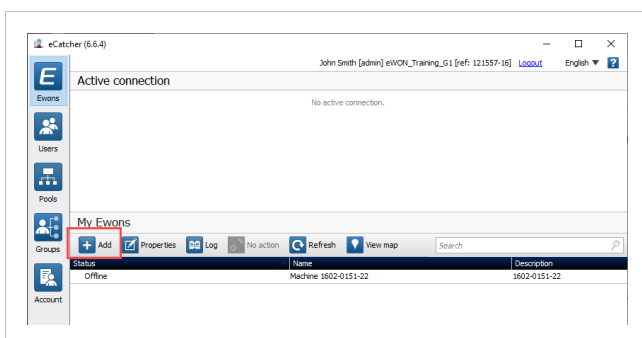 eCatcher (6.6.4)
John Smith [admin] eWON_Training_G1 [ref: 121557-16] Logout English ▼ ?
E
Ewons
Active connection
No active connection.
Users
Pools
My Ewons
Groups
Add Properties Log No action Refresh View map Search
Status Name Description
Offline Machine 1602-0151-22 1602-0151-22
Account